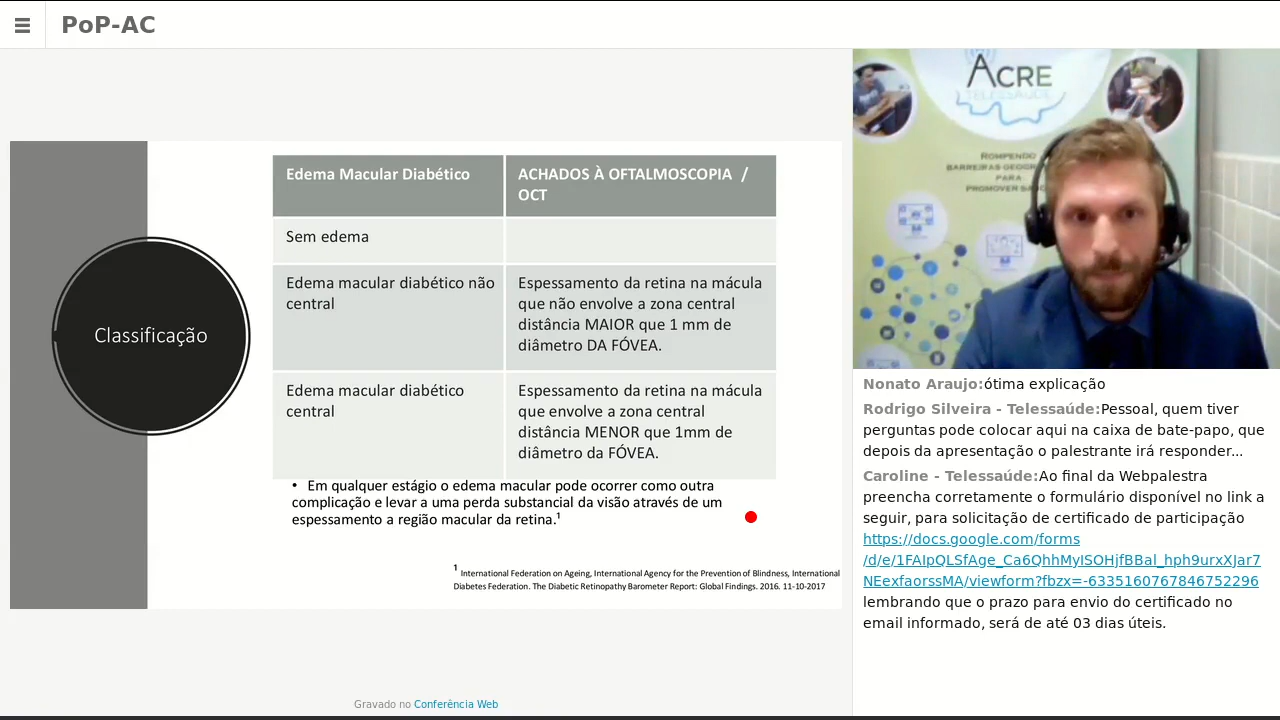 PoP-AC
Classificação
Edema Macular Diabético
ACHADOS À OFTALMOSCOPIA /
OCT
Sem edema
Edema macular diabético não
central
Espessamento da retina na mácula
que não envolve a zona central
distância MAIOR que 1 mm de
diâmetro DA FÓVEA.
Edema macular diabético
central
Espessamento da retina na mácula
que envolve a zona central
distância MENOR que 1mm de
diâmetro da FÓVEA.
• Em qualquer estágio o edema macular pode ocorrer como outra
complicação e levar a uma perda substancial da visão através de um
espessamento a região macular da retina.¹
¹ International Federation on Ageing, International Agency for the Prevention of Blindness, International
Diabetes Federation. The Diabetic Retinopathy Barometer Report: Global Findings. 2016. 11-10-2017
Gravado no Conferência Web
ACRE
TELESSAÚDE
ROMPENDO
BARREIRAS
PARA
PROMOVER
Nonato Araujo:ótima explicação
Rodrigo Silveira - Telessaúde:Pessoal, quem tiver
perguntas pode colocar aqui na caixa de bate-papo, que
depois da apresentação o palestrante irá responder...
Caroline - Telessaúde:Ao final da Webpalestra
preencha corretamente o formulário disponível no link a
seguir, para solicitação de certificado de participação
https://docs.google.com/forms
/d/e/1FAIpQLSfAge_Ca6QhhMyISOHjfBBal_hph9urxXJar7
NEexfaorssMA/viewform?fbzx=-6335160767846752296
lembrando que o prazo para envio do certificado no
email informado, será de até 03 dias úteis.